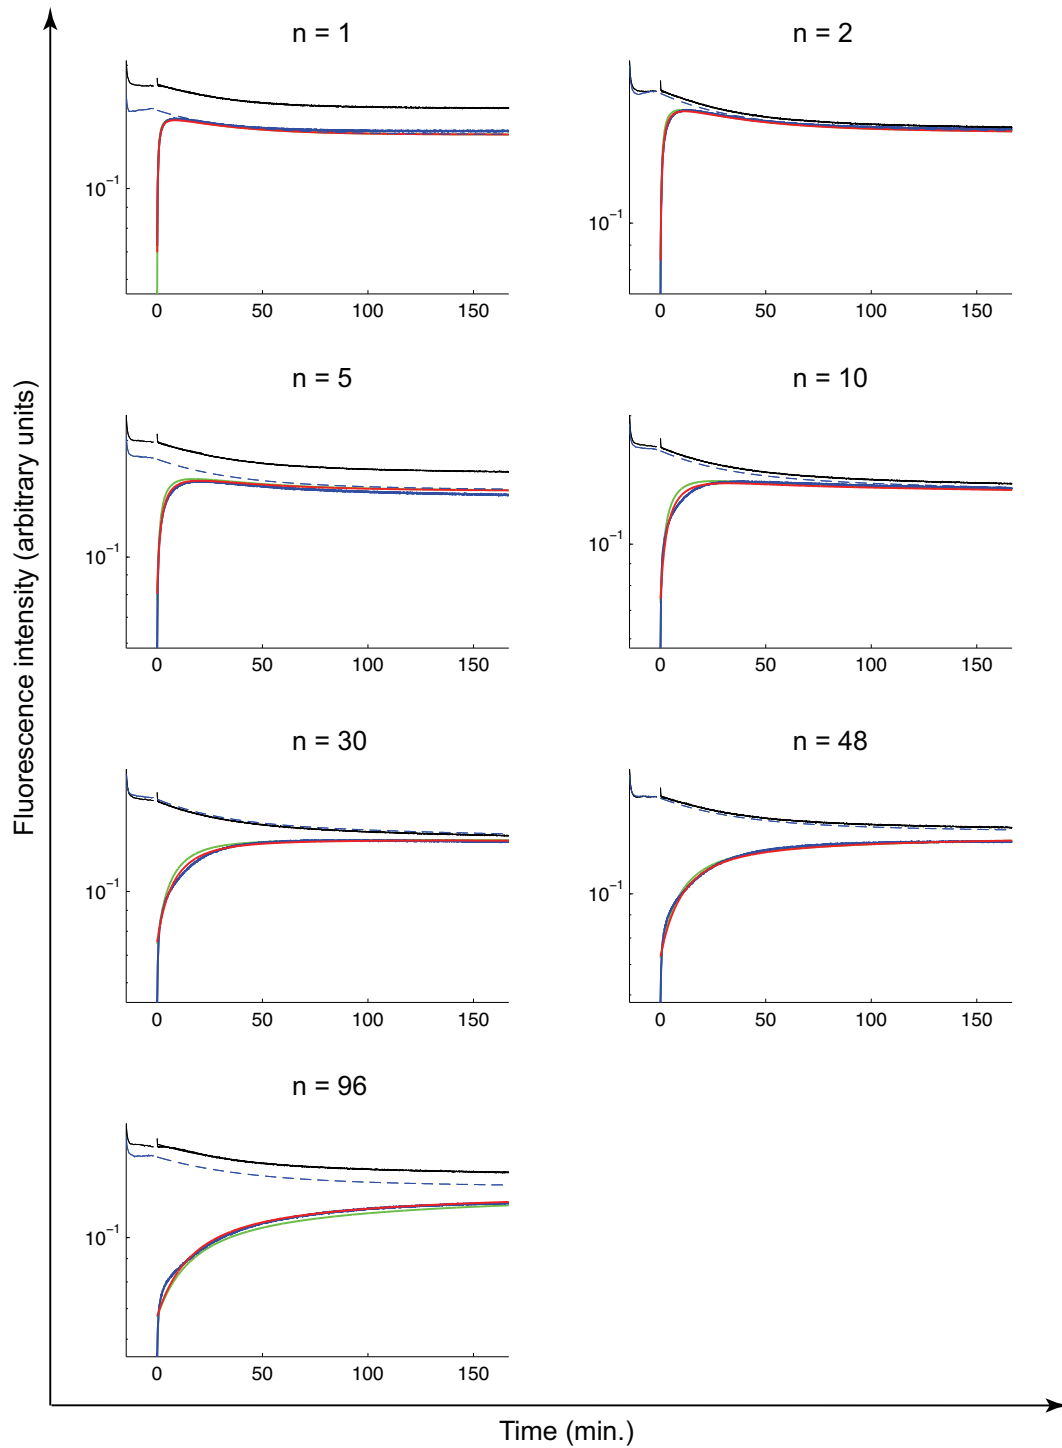 n = 1
10⁻¹
0 50 100 150
n = 2
10⁻¹
0 50 100 150
n = 5
10⁻¹
0 50 100 150
n = 10
10⁻¹
0 50 100 150
n = 30
10⁻¹
0 50 100 150
n = 48
10⁻¹
0 50 100 150
n = 96
10⁻¹
0 50 100 150
Fluorescence intensity (arbitrary units)
Time (min.)